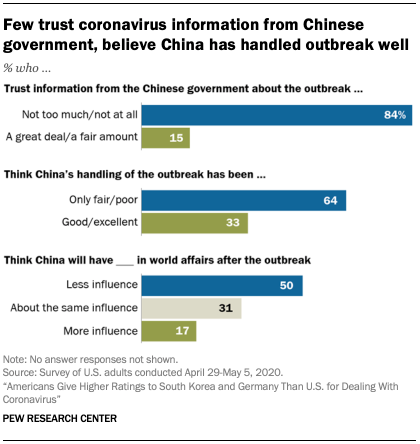 Few trust coronavirus information from Chinese
government, believe China has handled outbreak well
% who ...
Trust information from the Chinese government about the outbreak ...
Not too much/not at all 84%
A great deal/a fair amount 15
Think China's handling of the outbreak has been ...
Only fair/poor 64
Good/excellent 33
Think China will have ___ in world affairs after the outbreak
Less influence 50
About the same influence 31
More influence 17
Note: No answer responses not shown.
Source: Survey of U.S. adults conducted April 29-May 5, 2020.
“Americans Give Higher Ratings to South Korea and Germany Than U.S. for Dealing With
Coronavirus”
PEW RESEARCH CENTER